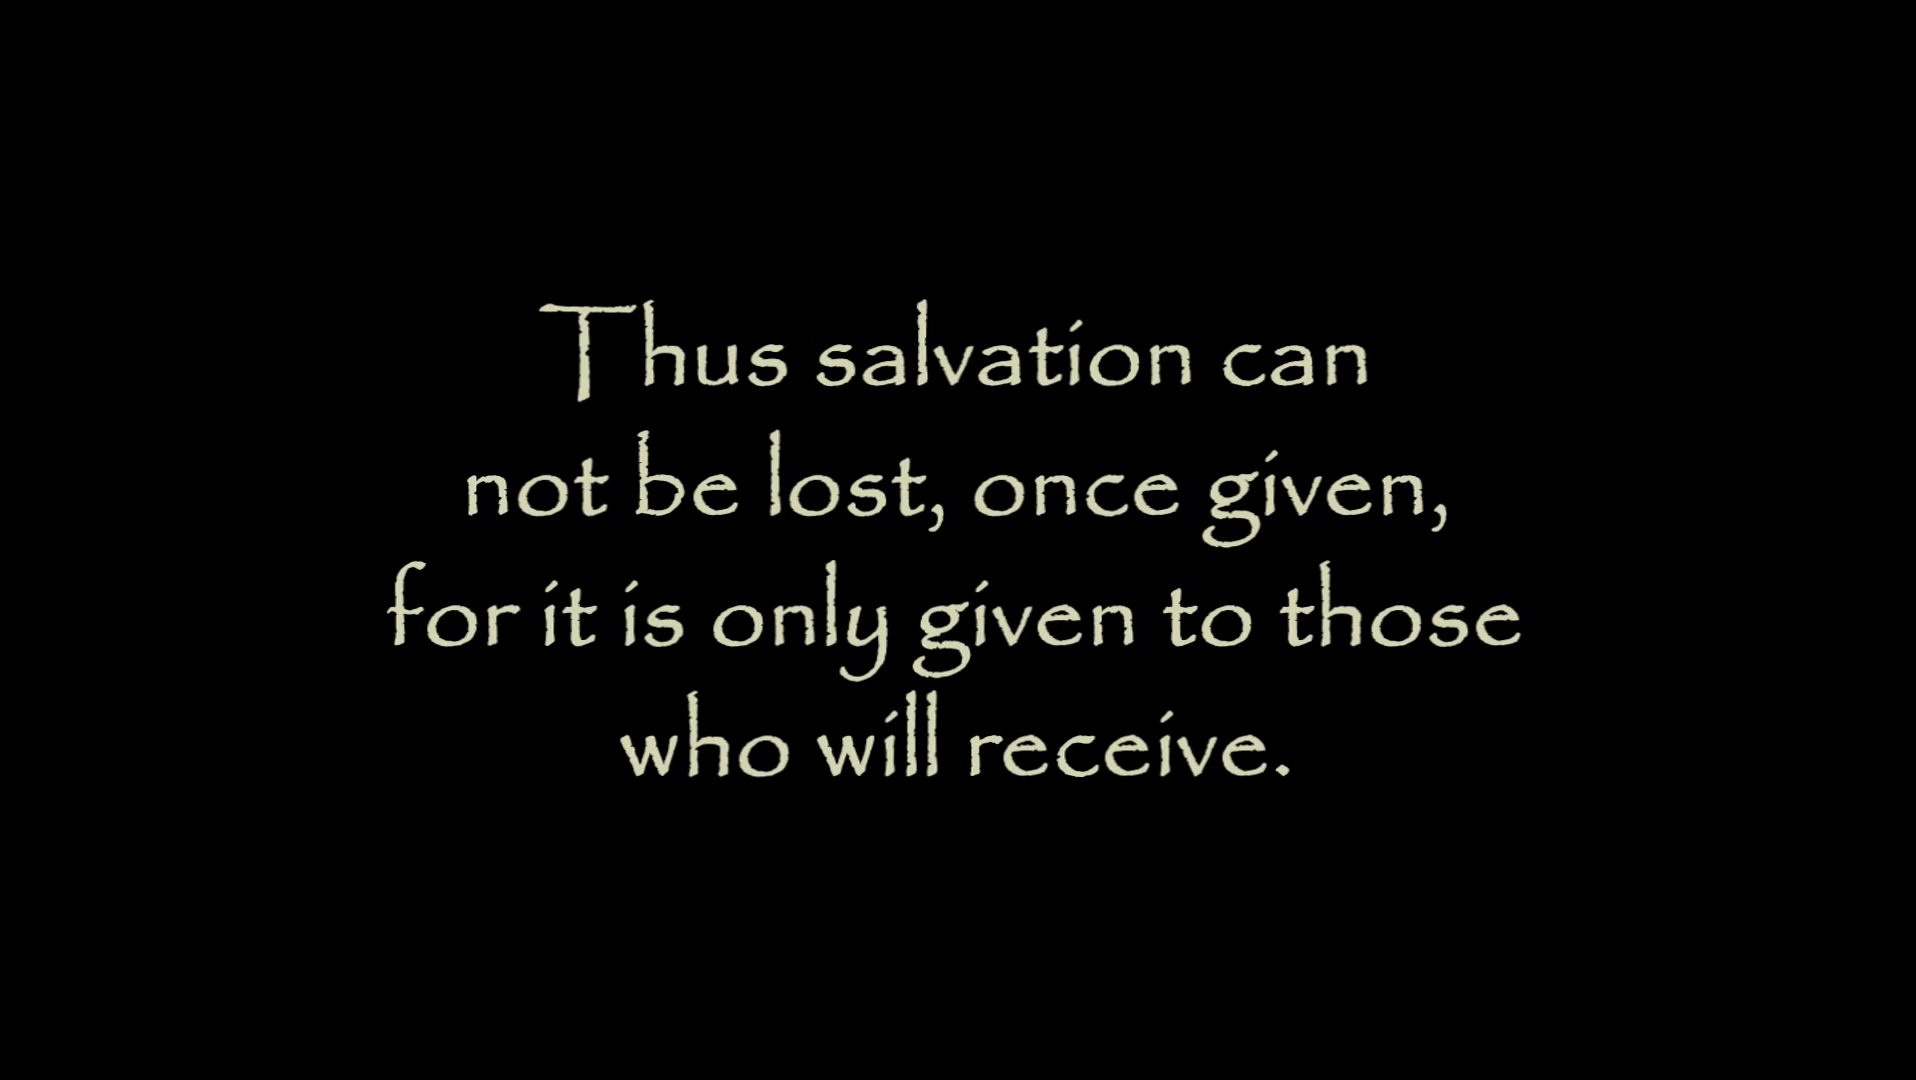 Thus salvation can
not be lost, once given,
for it is only given to those
who will receive.